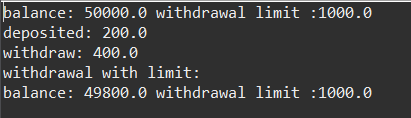 balance: 50000.0 withdrawal limit :1000.0
deposited: 200.0
withdraw: 400.0
withdrawal with limit:
balance: 49800.0 withdrawal limit :1000.0